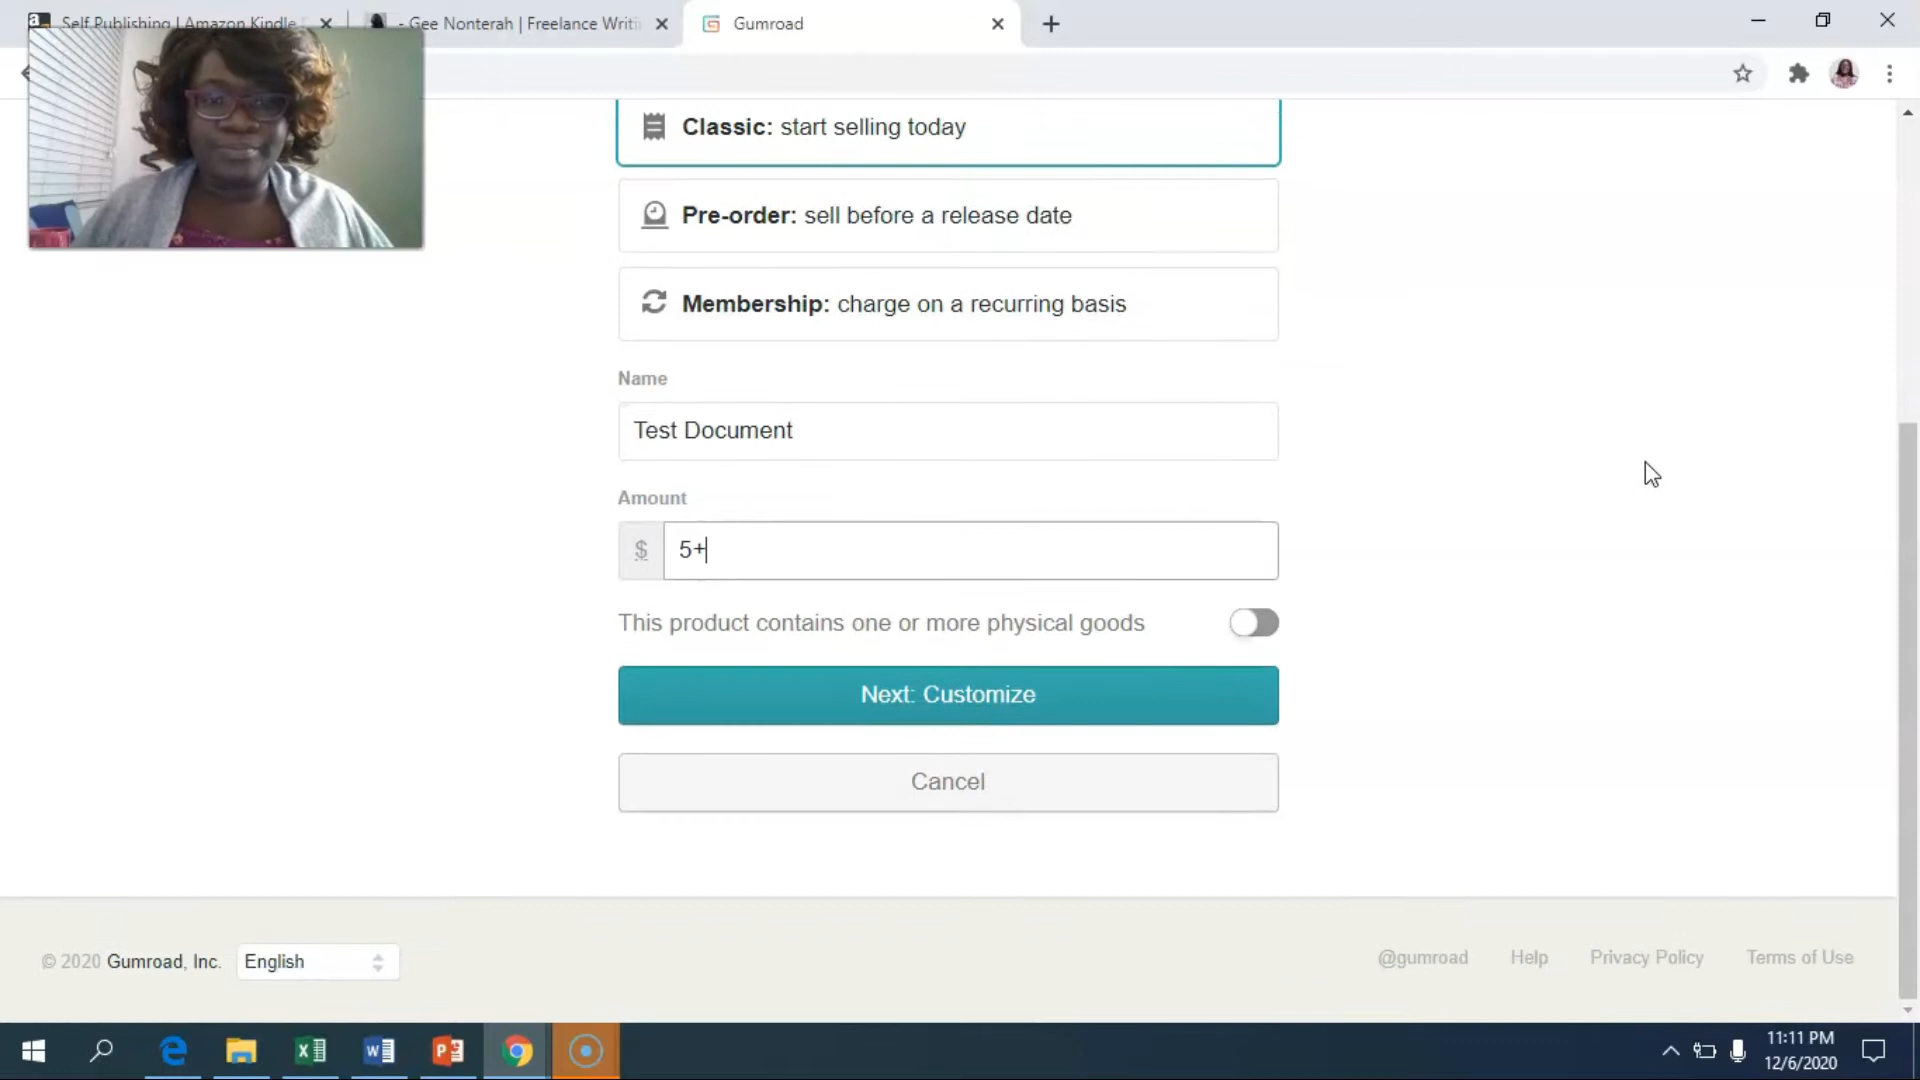 Self Publishing | Amazon Kindle
- Gee Nonterah | Freelance Writi
Gumroad
Classic: start selling today
Pre-order: sell before a release date
Membership: charge on a recurring basis
Name
Test Document
Amount
$ 5+
This product contains one or more physical goods
Next: Customize
Cancel
© 2020 Gumroad, Inc. English
@gumroad Help Privacy Policy Terms of Use
11:11 PM
12/6/2020